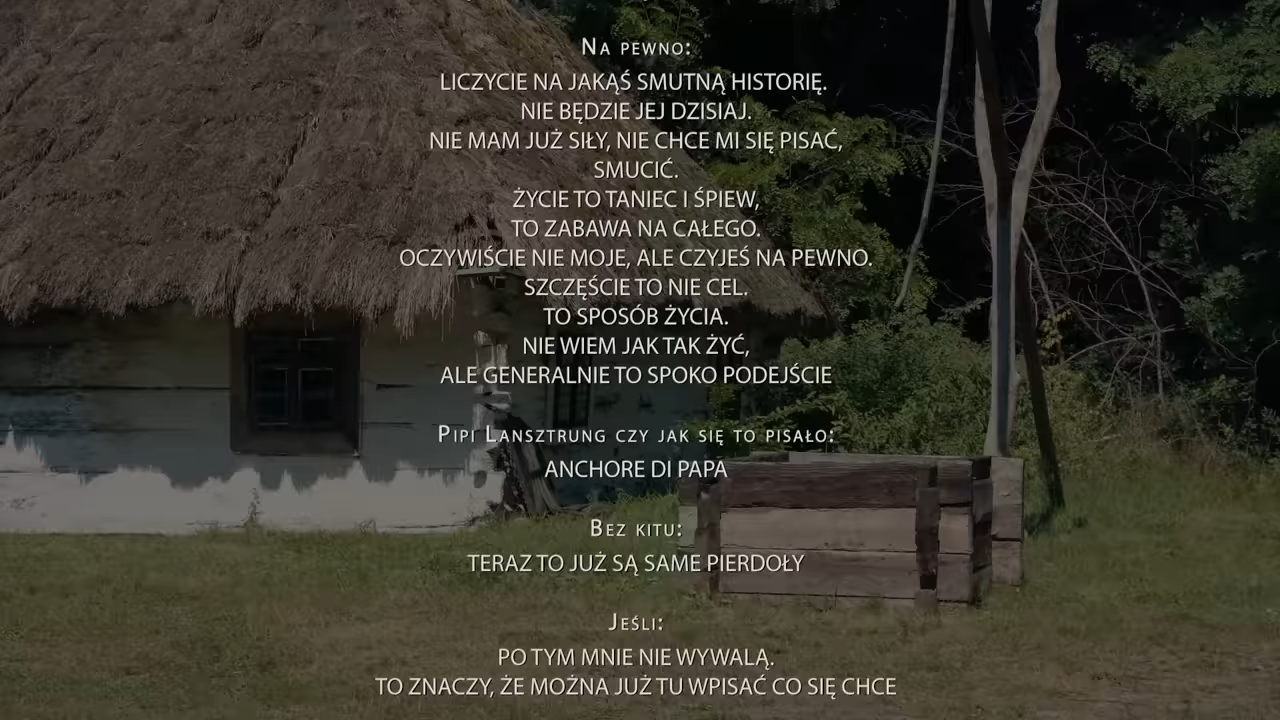 Na pewno:
LICZYCIE NA JAKĄŚ SMUTNĄ HISTORIĘ.
NIE BĘDZIE JEJ DZISIAJ.
NIE MAM JUŻ SIŁY, NIE CHCE MI SIĘ PISAĆ,
SMUCIĆ.
ŻYCIE TO TANIEC I ŚPIEW,
TO ZABAWA NA CAŁEGO.
OCZYWIŚCIE NIE MOJE, ALE CZYJEŚ NA PEWNO.
SZCZĘŚCIE TO NIE CEL.
TO SPOSÓB ŻYCIA.
NIE WIEM JAK TAK ŻYĆ,
ALE GENERALNIE TO SPOKO PODEJŚCIE
Pipi Lansztrung czy jak się to pisało:
ANCHORE DI PAPA
Bez kitu:
TERAZ TO JUŻ SĄ SAME PIERDOŁY
Jeśli:
PO TYM MNIE NIE WYWALĄ.
TO ZNACZY, ŻE MOŻNA JUŻ TU WPISAĆ CO SIĘ CHCE